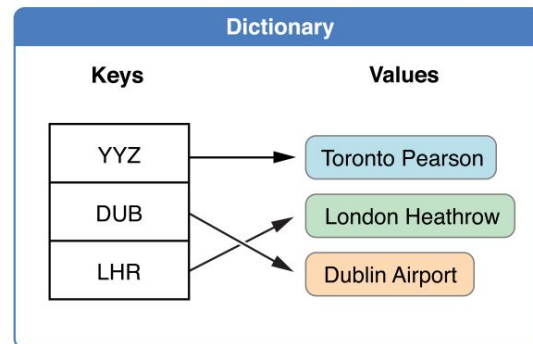 Dictionary
Keys
Values
YYZ
Toronto Pearson
DUB
London Heathrow
LHR
Dublin Airport